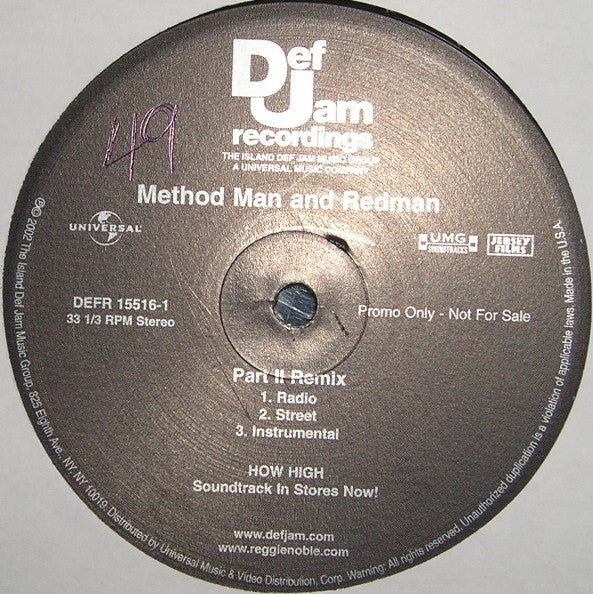 Def
Jam
recordings
THE ISLAND DEF JAM MUSIC GROUP
A UNIVERSAL MUSIC COMPANY
49
Method Man and Redman
UNIVERSAL
UMG
SOUNDTRACKS
JERSEY
FILMS
DEFR 15516-1
33 1/3 RPM Stereo
Promo Only - Not For Sale
Part II Remix
1. Radio
2. Street
3. Instrumental
HOW HIGH
Soundtrack In Stores Now!
www.defjam.com
www.reggienoble.com
℗© 2002 The Island Def Jam Music Group, 825 Eighth Ave., NY, NY, 10019. Distributed by Universal Music & Video Distribution, Corp. Warning: All rights reserved. Unauthorized duplication is a violation of applicable laws. Made in the U.S.A.